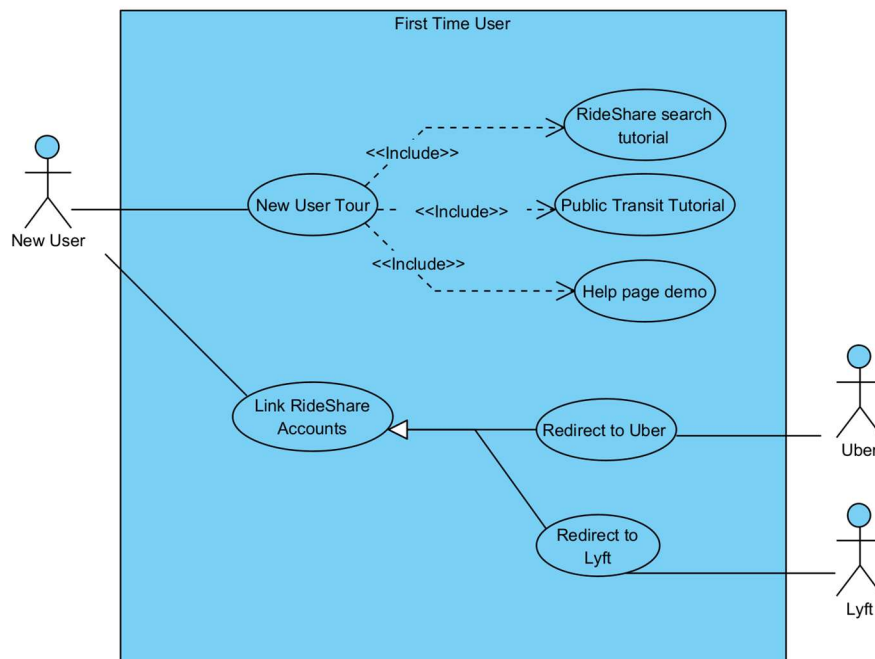 First Time User
RideShare search
tutorial
<<Include>>
New User Tour
<<Include>>
Public Transit Tutorial
New User
<<Include>>
Help page demo
Link RideShare
Accounts
Redirect to Uber
Uber
Redirect to
Lyft
Lyft